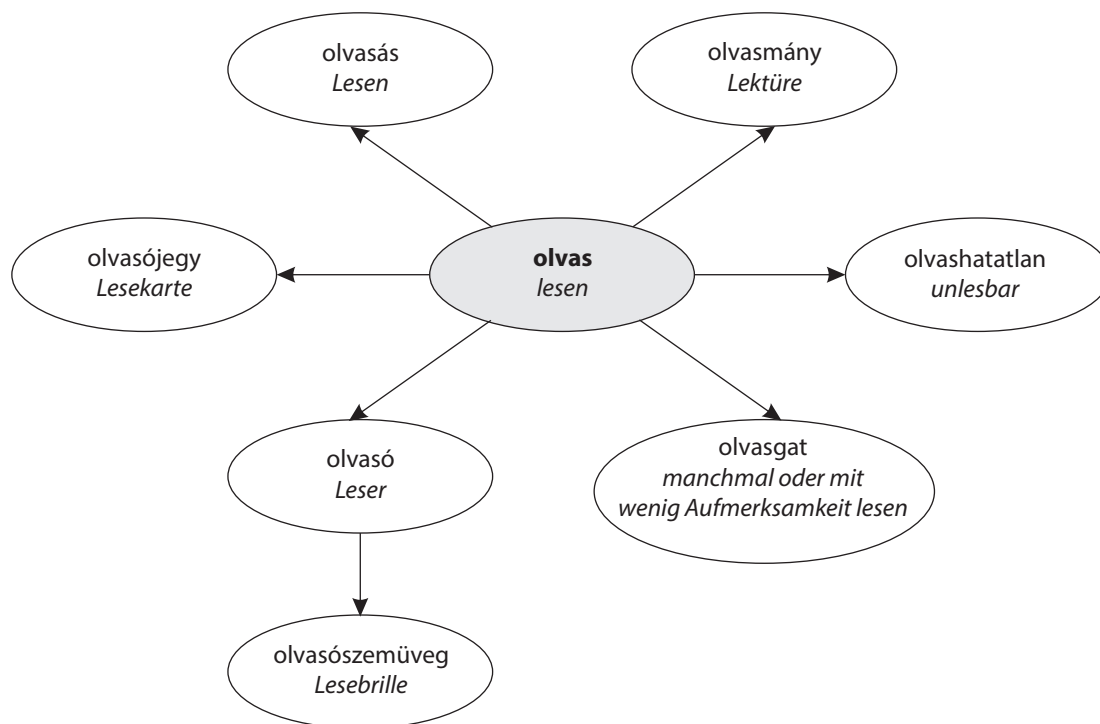 olvasás
Lesen
olvasmány
Lektüre
olvasójegy
Lesekarte
olvas
lesen
olvashatatlan
unlesbar
olvasó
Leser
olvasgat
manchmal oder mit
wenig Aufmerksamkeit lesen
olvasószemüveg
Lesebrille